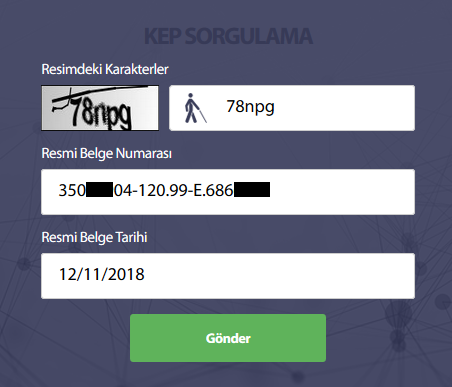 KEP SORGULAMA
Resimdeki Karakterler
78npg
78npg
Resmi Belge Numarası
350 04-120.99-E.686
Resmi Belge Tarihi
12/11/2018
Gönder